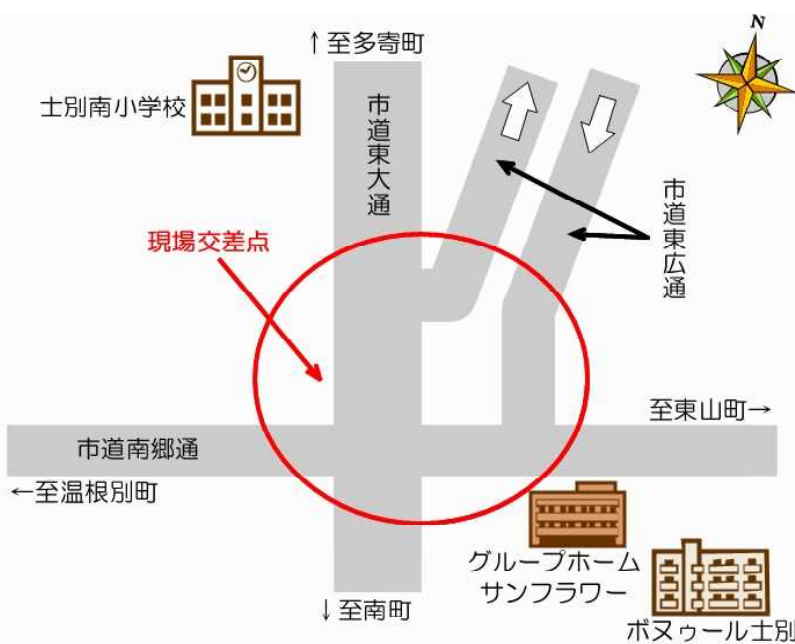 N
↑至多寄町
士別南小学校
市道東大通
市道東広通
現場交差点
至東山町→
市道南郷通
←至温根別町
グループホーム
サンフラワー
↓至南町
ボヌゥール士別